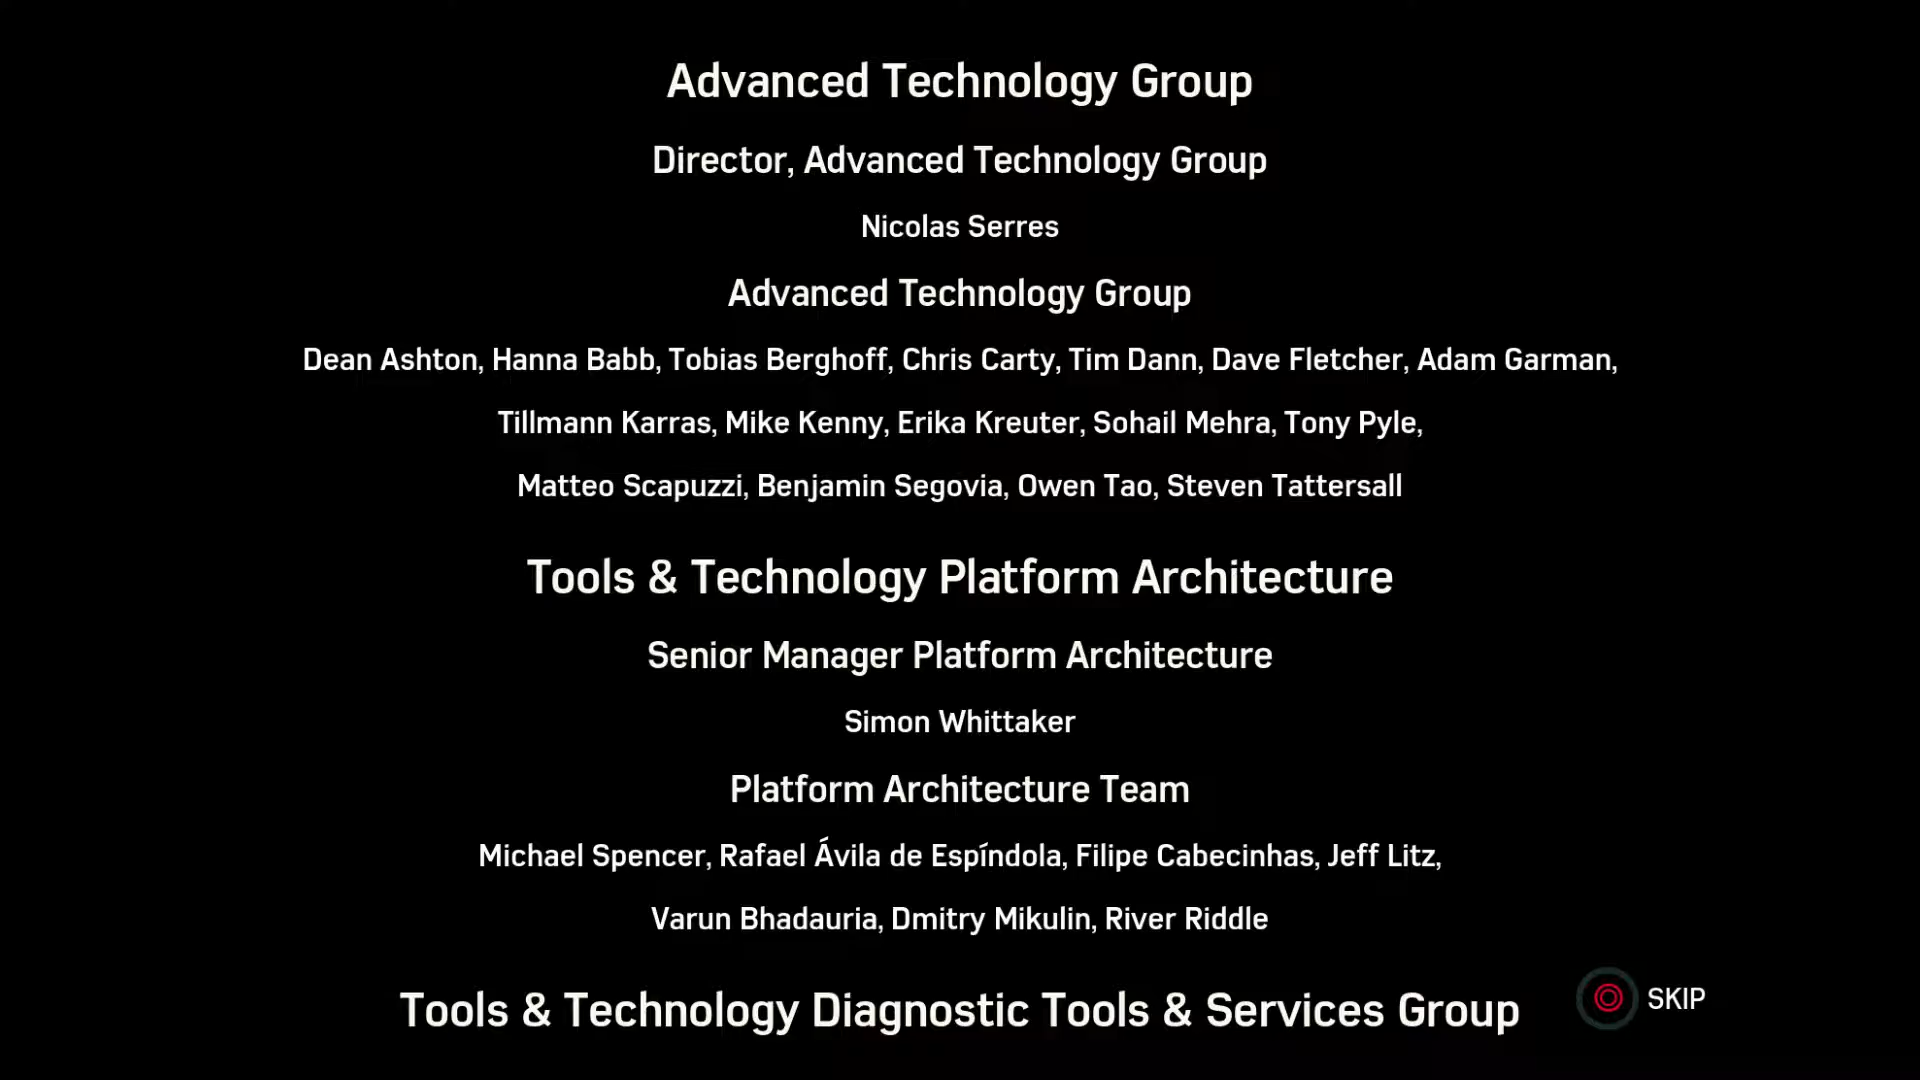 Advanced Technology Group
Director, Advanced Technology Group
Nicolas Serres
Advanced Technology Group
Dean Ashton, Hanna Babb, Tobias Berghoff, Chris Carty, Tim Dann, Dave Fletcher, Adam Garman,
Tillmann Karras, Mike Kenny, Erika Kreuter, Sohail Mehra, Tony Pyle,
Matteo Scapuzzi, Benjamin Segovia, Owen Tao, Steven Tattersall
Tools & Technology Platform Architecture
Senior Manager Platform Architecture
Simon Whittaker
Platform Architecture Team
Michael Spencer, Rafael Ávila de Espíndola, Filipe Cabecinhas, Jeff Litz,
Varun Bhadauria, Dmitry Mikulin, River Riddle
Tools & Technology Diagnostic Tools & Services Group
SKIP